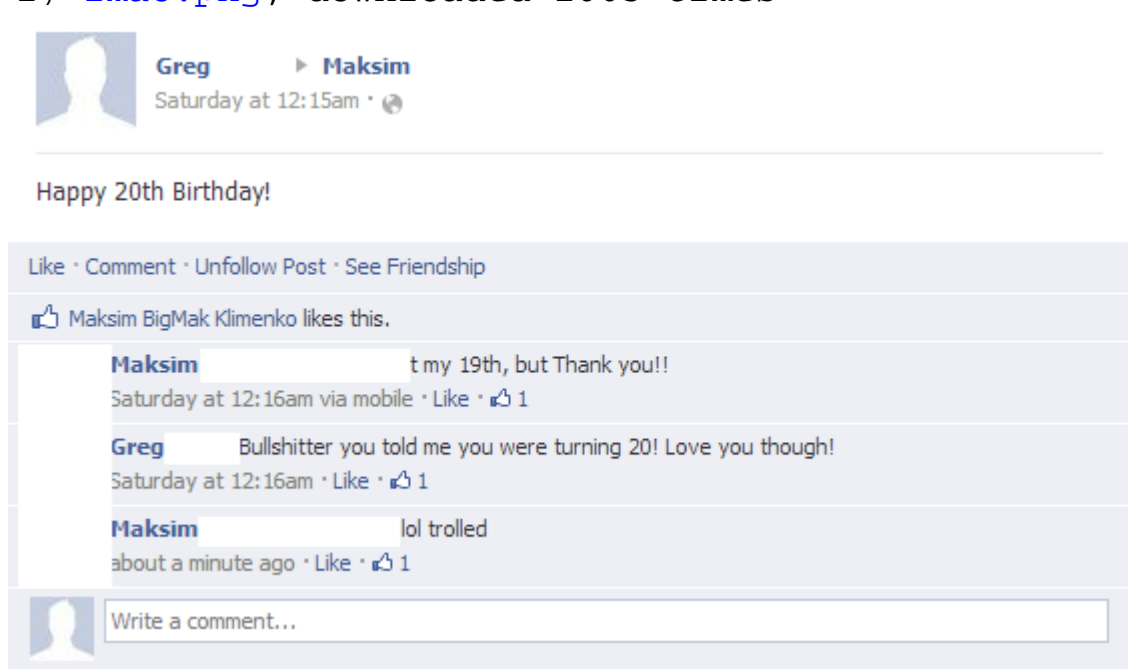 Greg Maksim
Saturday at 12:15am ·
Happy 20th Birthday!
Like · Comment · Unfollow Post · See Friendship
Maksim BigMak Klimenko likes this.
Maksim t my 19th, but Thank you!!
Saturday at 12:16am via mobile · Like · 1
Greg Bullshitter you told me you were turning 20! Love you though!
Saturday at 12:16am · Like · 1
Maksim lol trolled
about a minute ago · Like · 1
Write a comment...